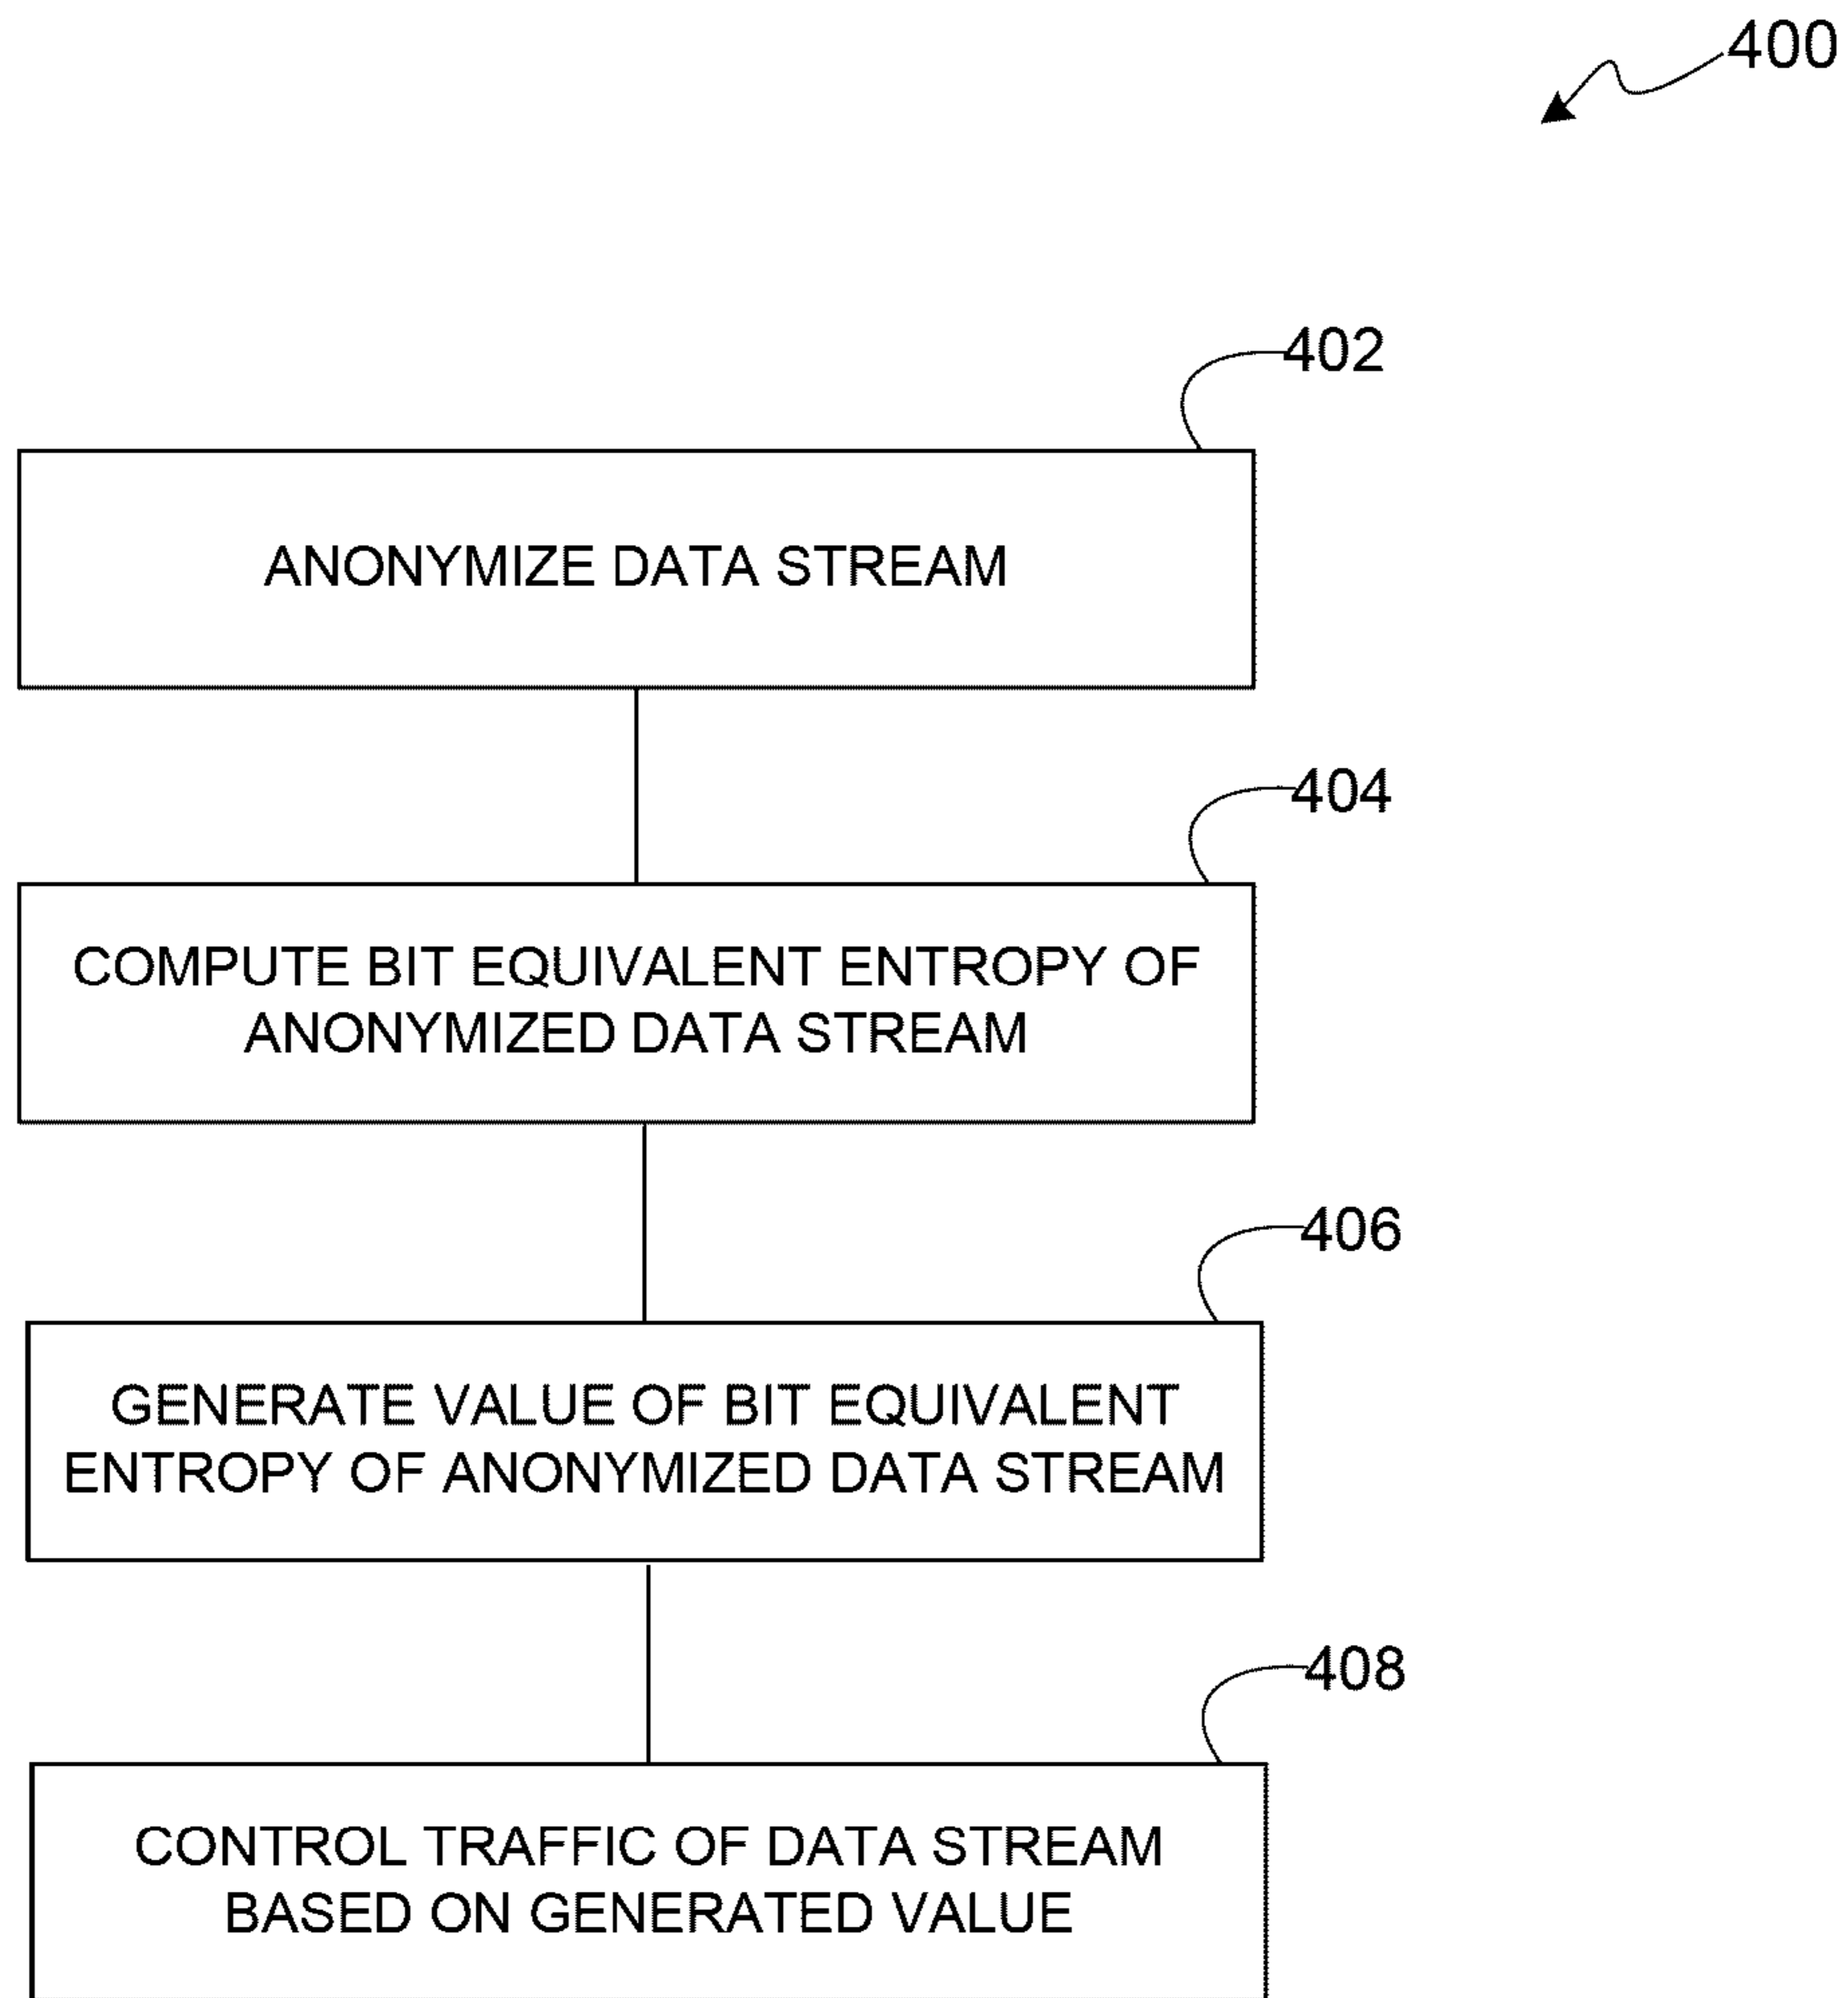 400
402
ANONYMIZE DATA STREAM
404
COMPUTE BIT EQUIVALENT ENTROPY OF
ANONYMIZED DATA STREAM
406
GENERATE VALUE OF BIT EQUIVALENT
ENTROPY OF ANONYMIZED DATA STREAM
408
CONTROL TRAFFIC OF DATA STREAM
BASED ON GENERATED VALUE